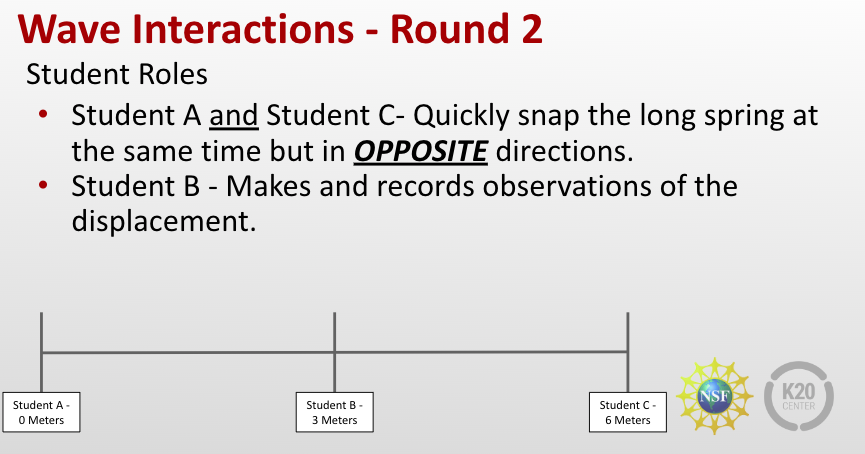 Wave Interactions - Round 2
Student Roles
• Student A and Student C- Quickly snap the long spring at
the same time but in OPPOSITE directions.
• Student B - Makes and records observations of the
displacement.
Student A -
0 Meters
Student B -
3 Meters
Student C -
6 Meters
NSF
K20
CENTER